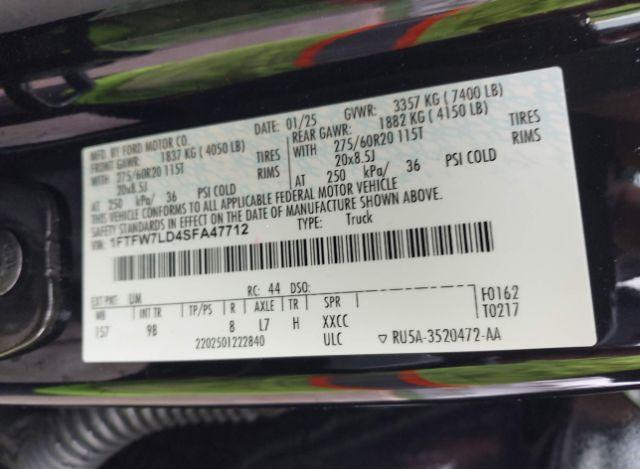 MFD. BY FORD MOTOR CO.
DATE: 01/25
GVWR: 3357 KG ( 7400 LB)
FRONT GAWR: 1837 KG ( 4050 LB)
REAR GAWR: 1882 KG ( 4150 LB)
WITH 275/60R20 115T TIRES
WITH 275/60R20 115T TIRES
20x8.5J RIMS
20x8.5J RIMS
AT 250 kPa/ 36 PSI COLD
AT 250 kPa/ 36 PSI COLD
THIS VEHICLE CONFORMS TO ALL APPLICABLE FEDERAL MOTOR VEHICLE
SAFETY STANDARDS IN EFFECT ON THE DATE OF MANUFACTURE SHOWN ABOVE.
VIN: 1FTFW7LD4SFA47712
TYPE: Truck
EXT PNT: UM RC: 44 DSO:
WB INT TR TP/PS R AXLE TR SPR
157 9B 8 L7 H XXCC
2202501222840 ULC
F0162
T0217
▽ RU5A-3520472-AA